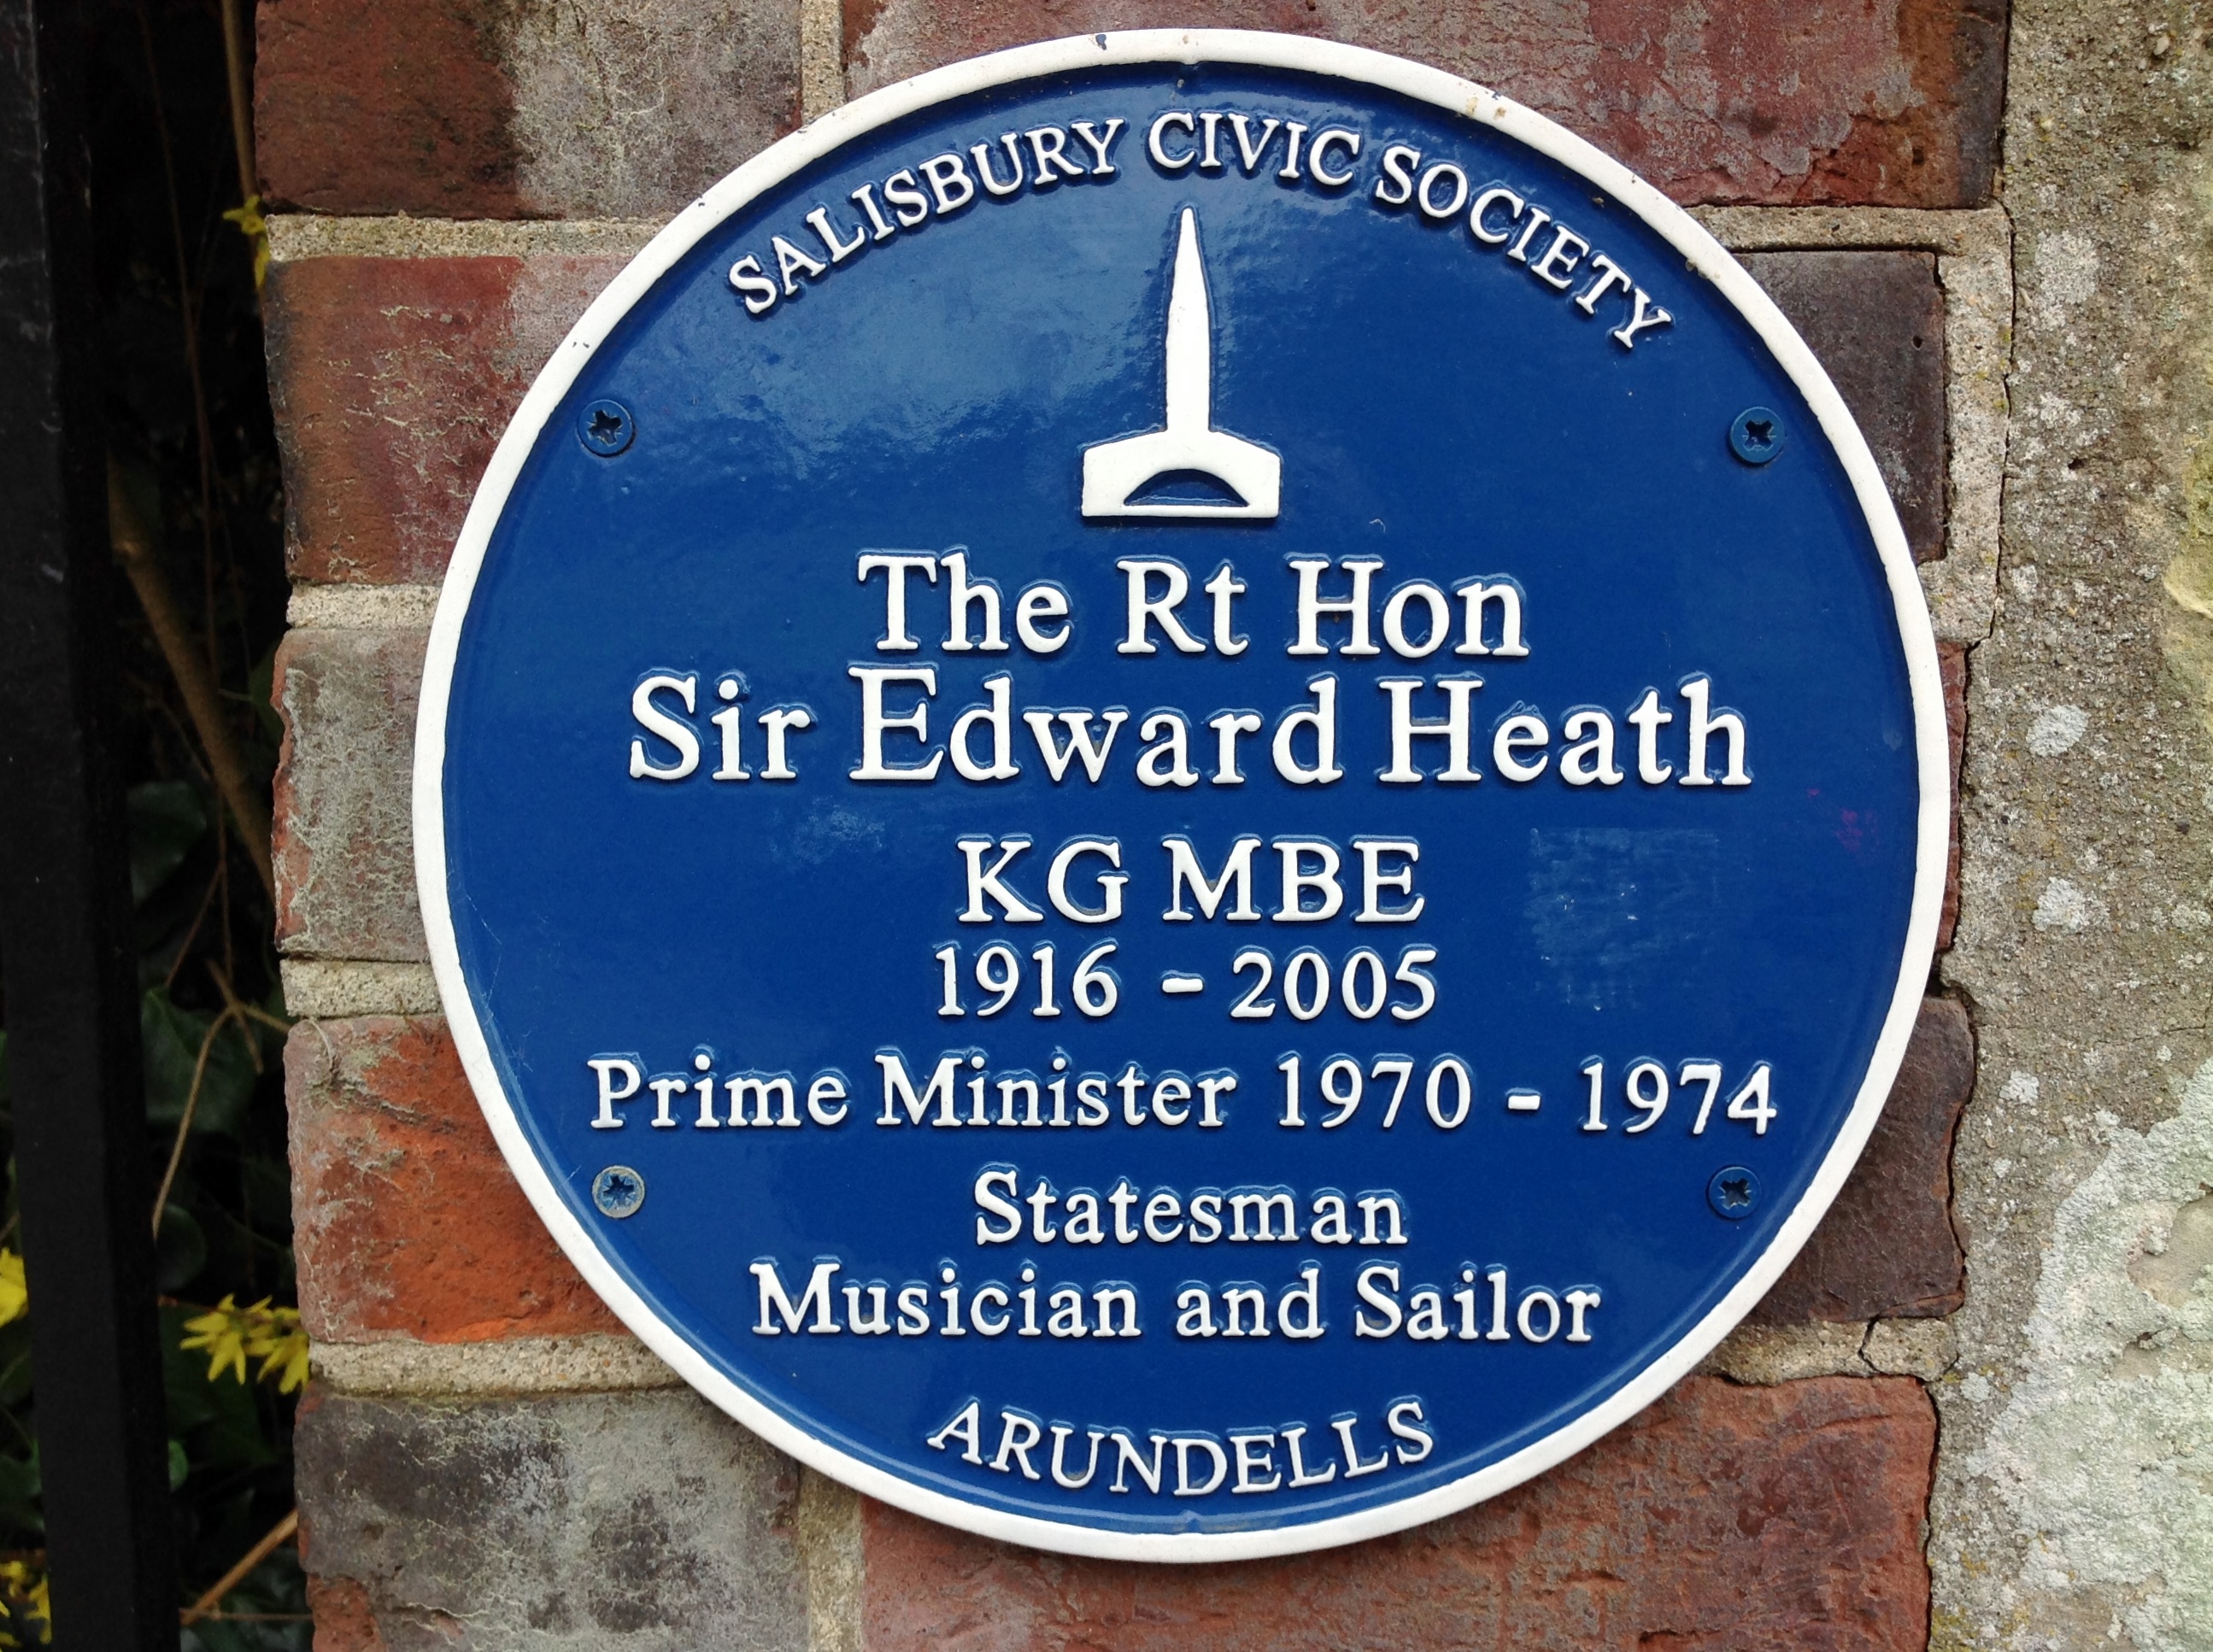 SALISBURY CIVIC SOCIETY
The Rt Hon
Sir Edward Heath
KG MBE
1916 - 2005
Prime Minister 1970 - 1974
Statesman
Musician and Sailor
ARUNDELLS